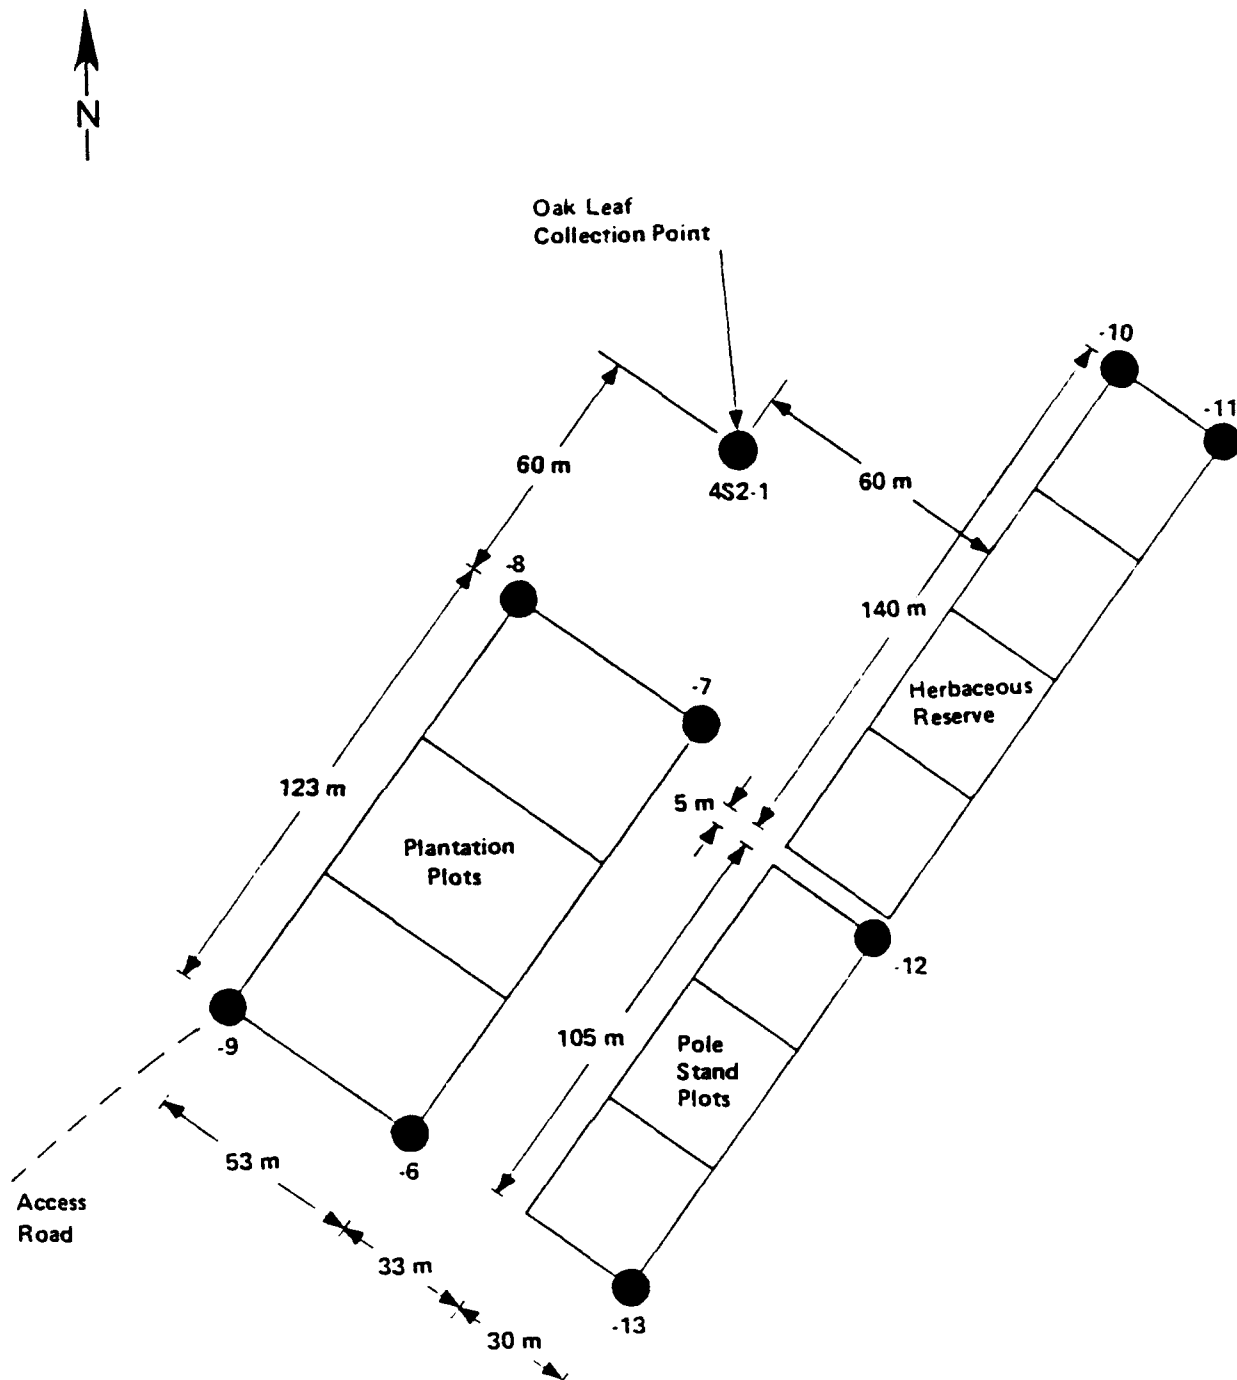 N
Oak Leaf
Collection Point
-10
-11
60 m
4S2-1
60 m
-8
140 m
-7
Herbaceous
Reserve
123 m
5 m
Plantation
Plots
-12
105 m
Pole
Stand
Plots
-9
53 m
-6
Access
Road
33 m
-13
30 m